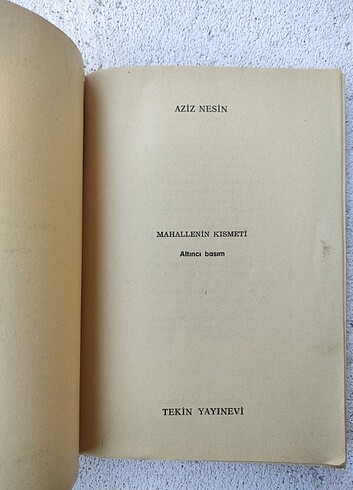 AZİZ NESİN
MAHALLENİN KISMETİ
Altıncı basım
TEKİN YAYINEVİ